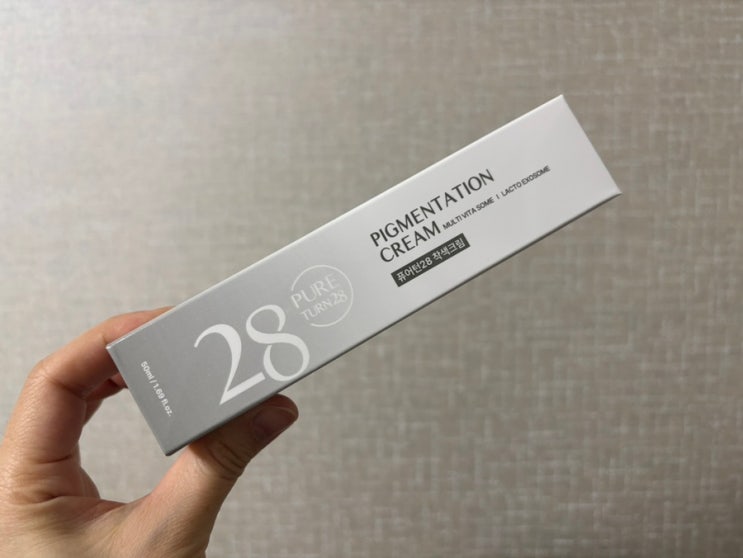 PIGMENTATION
CREAM MULTI VITA SOME I LACTO EXOSOME
퓨어턴28 착색크림
28 PURE
TURN28
50ml / 1.69 fl.oz.